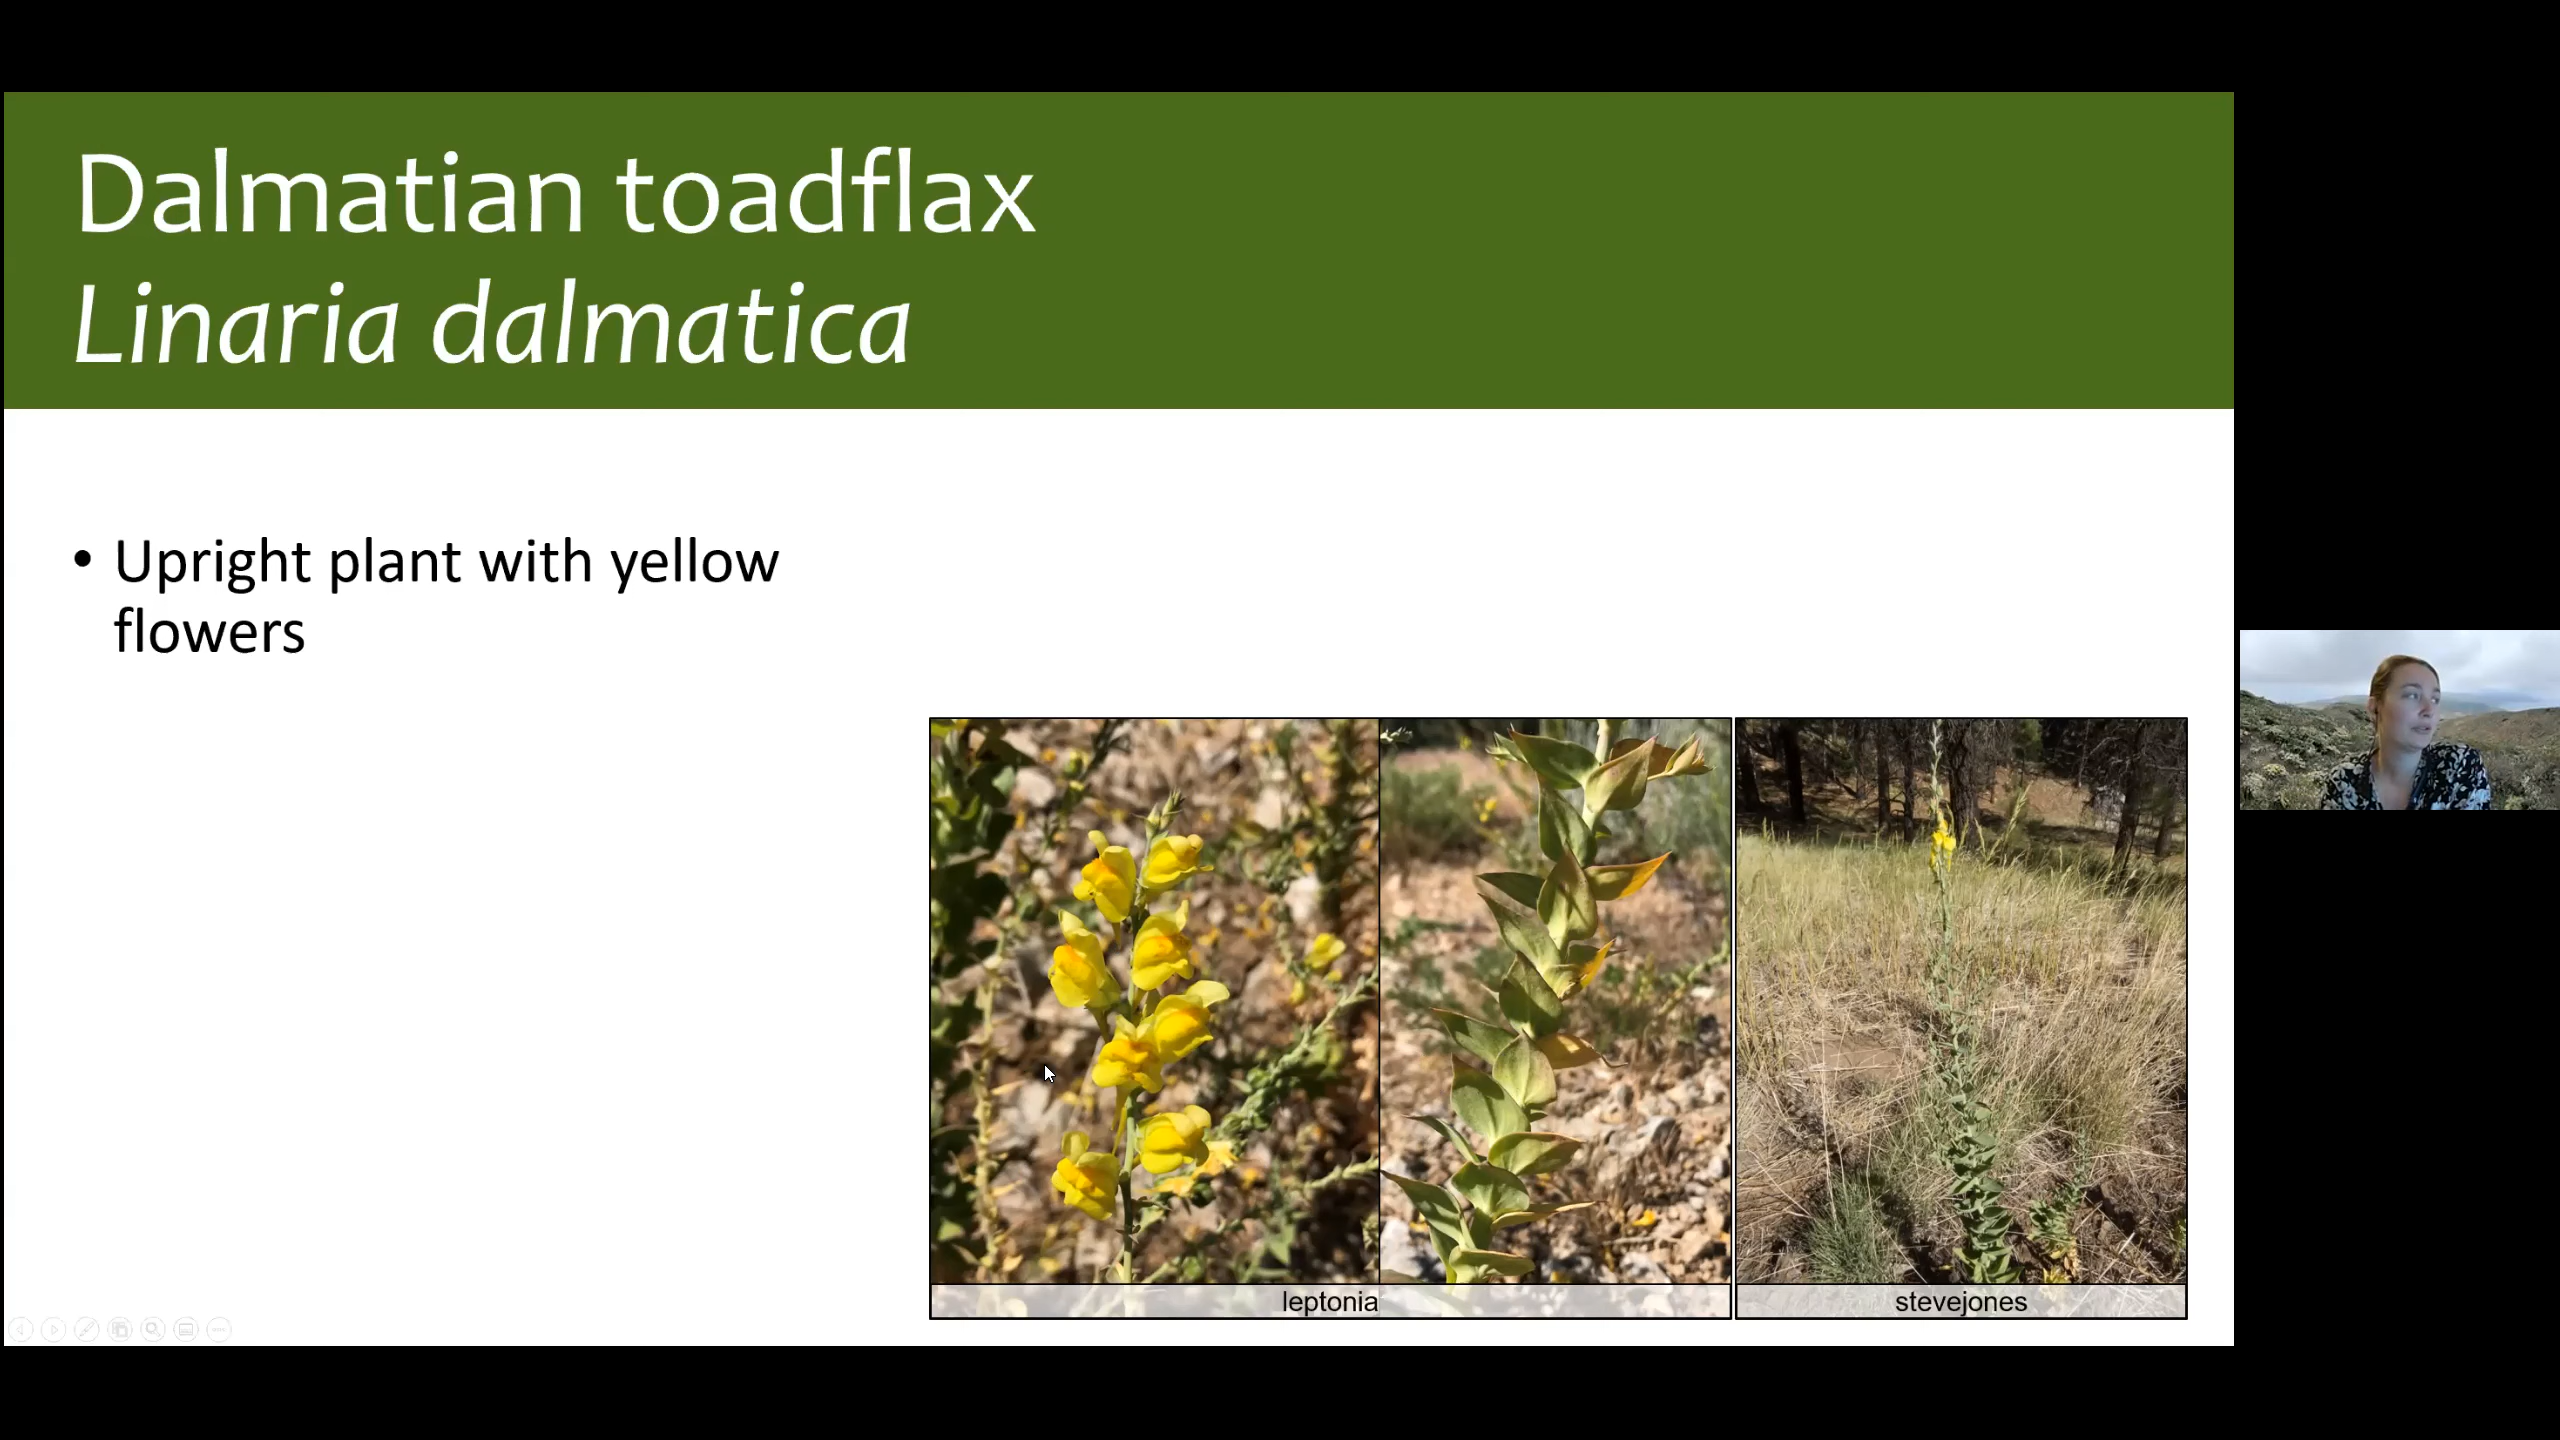 Dalmatian toadflax
Linaria dalmatica
• Upright plant with yellow
flowers
leptonia
stevejones